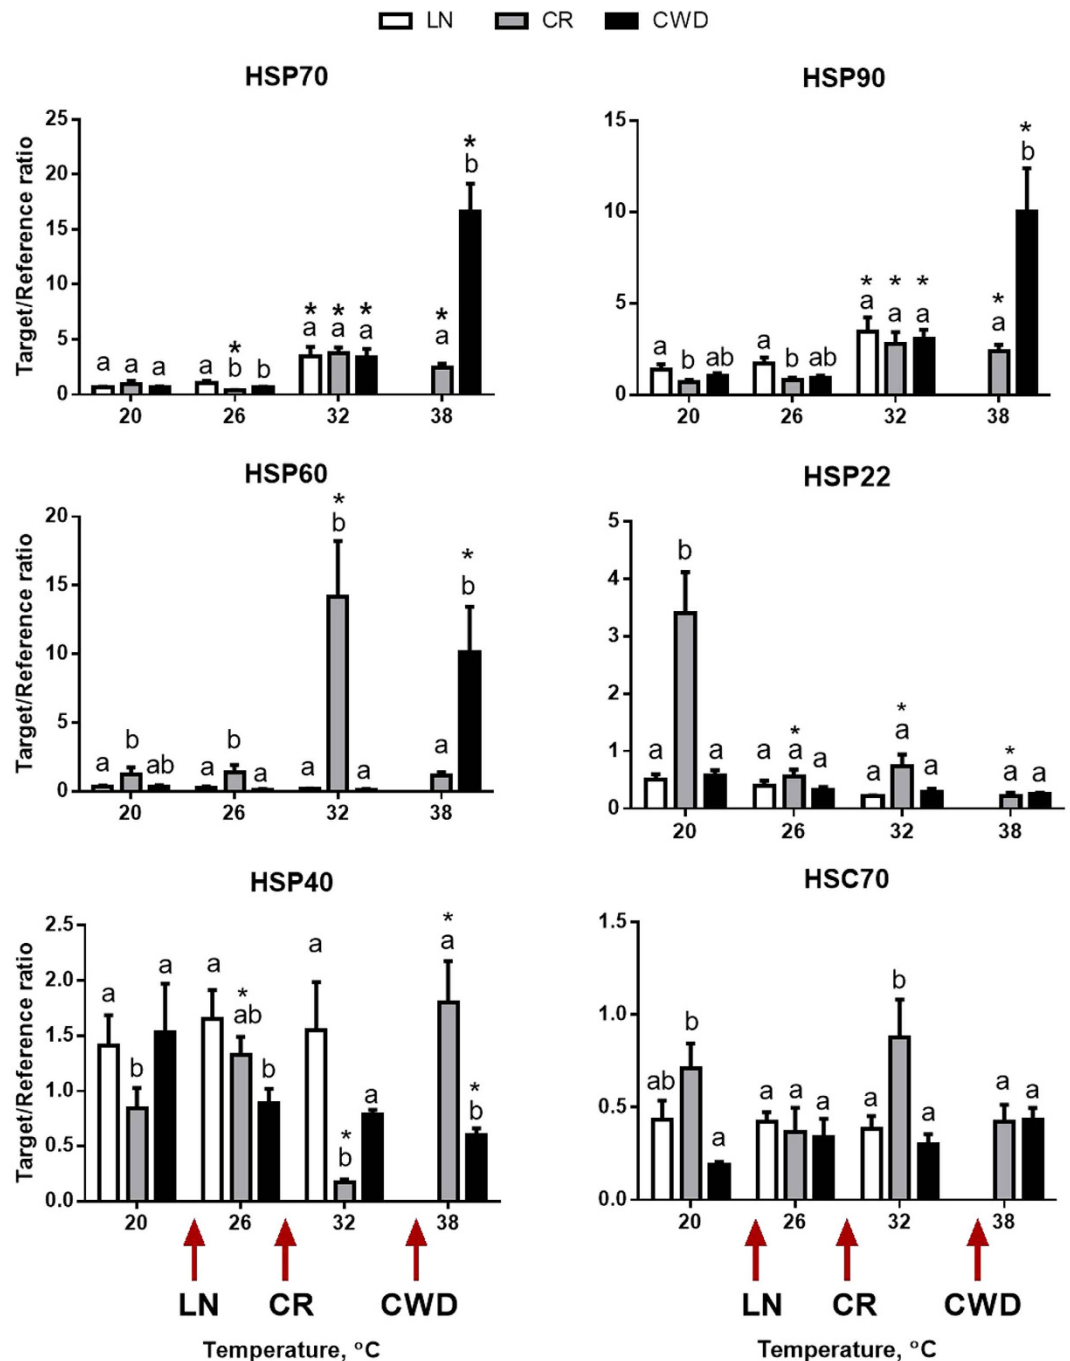 LN CR CWD
HSP70
Target/Reference ratio
25
20
15
10
5
0
a a a a * b b * a * a * a * a * b
20 26 32 38
HSP90
15
10
5
0
a b ab a b ab * a * a * a * a * b
20 26 32 38
HSP60
Target/Reference ratio
20
15
10
5
0
a b ab a b a a * b a a * b
20 26 32 38
HSP22
5
4
3
2
1
0
a b a a * a a a * a a * a a
20 26 32 38
HSP40
Target/Reference ratio
2.5
2.0
1.5
1.0
0.5
0.0
a b a a * ab b a * b a * a * b
20 26 32 38
LN CR CWD
Temperature, °C
HSC70
1.5
1.0
0.5
0.0
ab b a a a a a b a a a
20 26 32 38
LN CR CWD
Temperature, °C